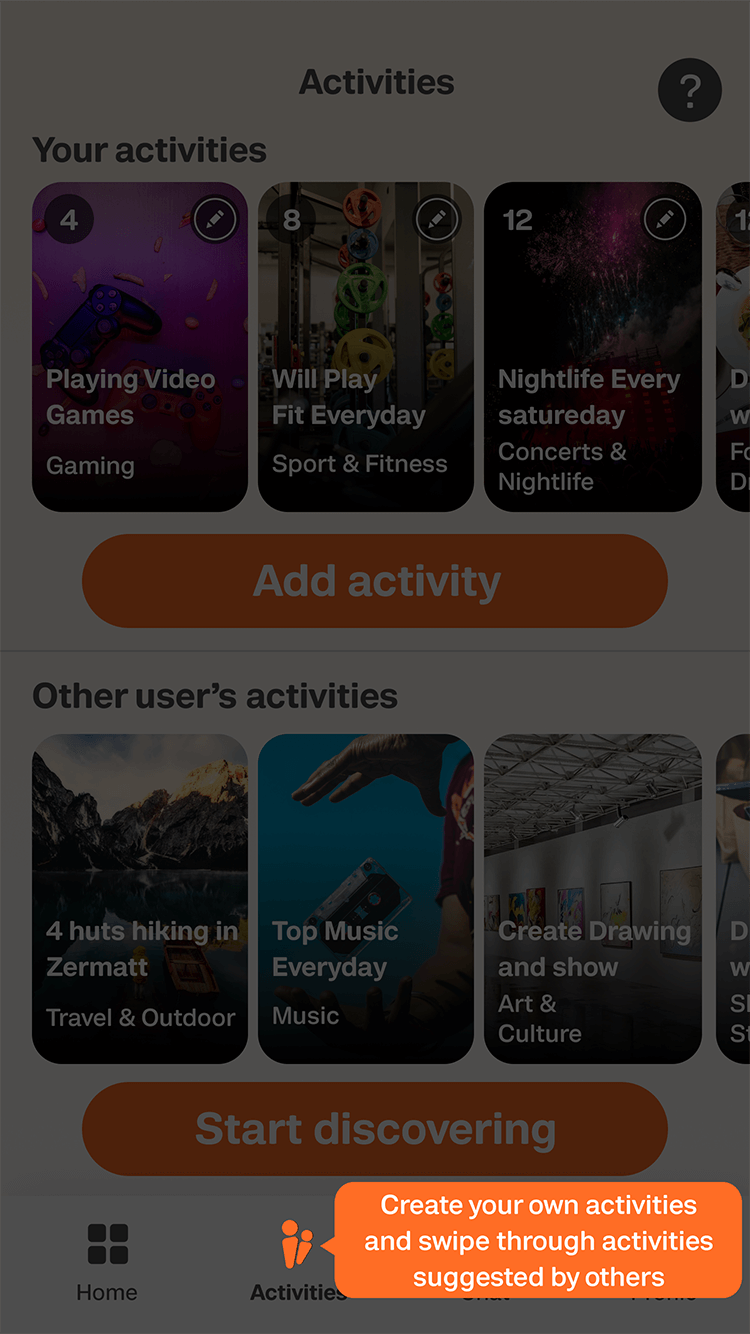 Activities
?
Your activities
4
8
12
Playing Video
Games
Gaming
Will Play
Fit Everyday
Sport & Fitness
Nightlife Every
satureday
Concerts &
Nightlife
Add activity
Other user's activities
4 huts hiking in
Zermatt
Travel & Outdoor
Top Music
Everyday
Music
Create Drawing
and show
Art &
Culture
Start discovering
Create your own activities
and swipe through activities
suggested by others
Home
Activities